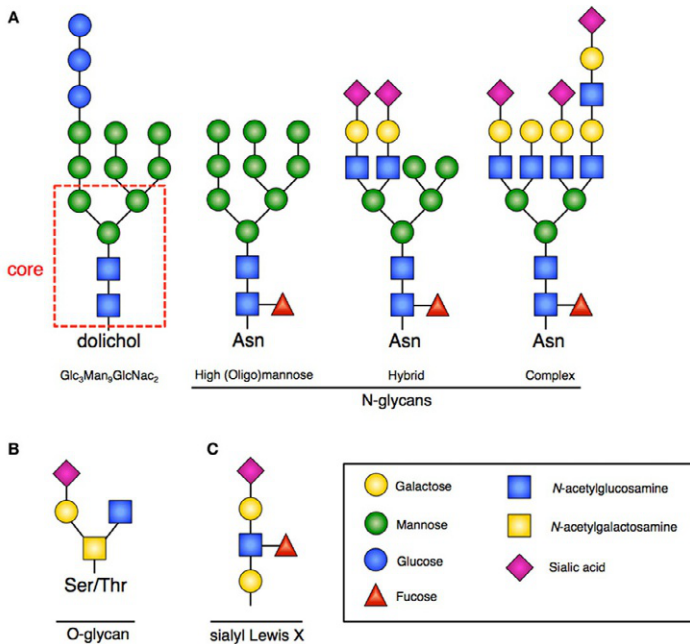 A
core
dolichol
Asn
Asn
Asn
Glc3Man9GlcNac2
High (Oligo)mannose
Hybrid
Complex
N-glycans
B
C
Ser/Thr
O-glycan
sialyl Lewis X
Galactose
N-acetylglucosamine
Mannose
N-acetylgalactosamine
Glucose
Sialic acid
Fucose